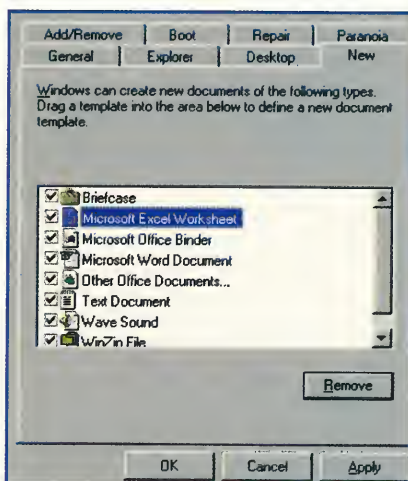 Add/Remove Boot Repair Paranoia
General Explorer Desktop New
Windows can create new documents of the following types.
Drag a template into the area below to define a new document
template.
Briefcase
Microsoft Excel Worksheet
Microsoft Office Binder
Microsoft Word Document
Other Office Documents...
Text Document
Wave Sound
WinZip File
Remove
OK Cancel Apply